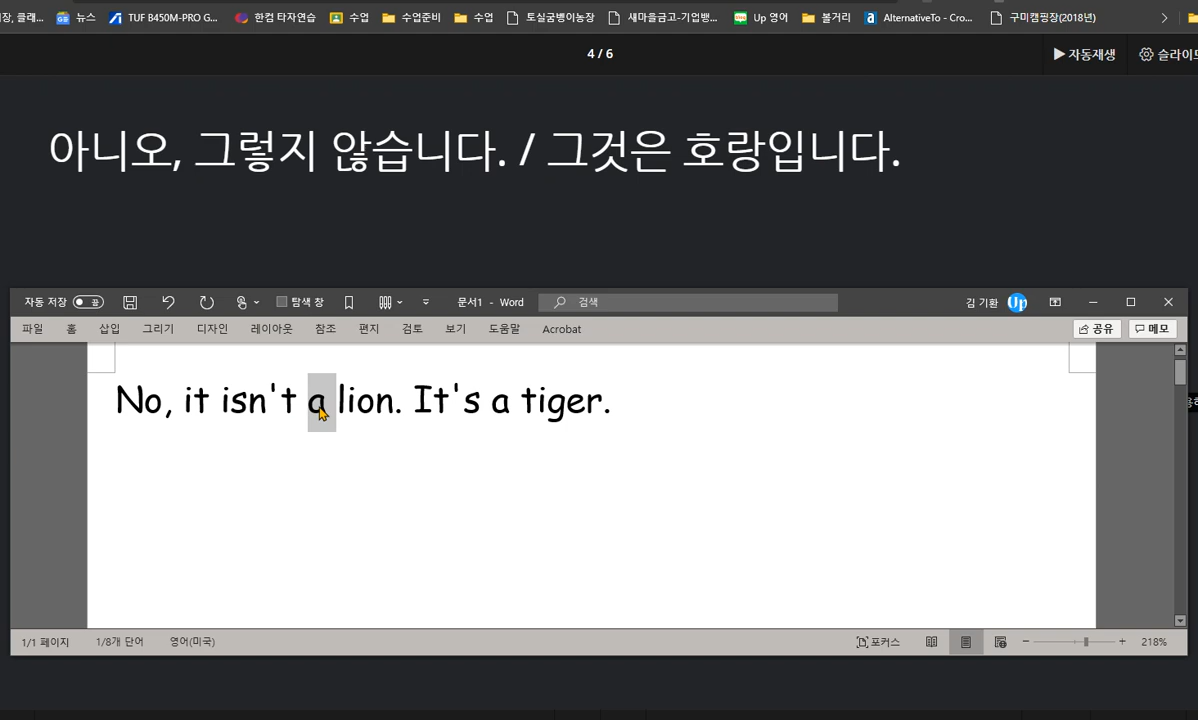 장, 클래... 뉴스 TUF B450M-PRO G... 한컴 타자연습 수업 수업준비 수업 토실굼벵이농장 새마을금고-기업뱅... Up 영어 볼거리 AlternativeTo - Cro... 구미캠핑장(2018년)
4 / 6 자동재생 슬라이드
아니오, 그렇지 않습니다. / 그것은 호랑입니다.
자동 저장 끔 탐색 창 문서1 - Word 검색 김 기환 Up
파일 홈 삽입 그리기 디자인 레이아웃 참조 편지 검토 보기 도움말 Acrobat 공유 메모
No, it isn't a lion. It's a tiger.
1/1 페이지 1/8개 단어 영어(미국) 포커스 218%